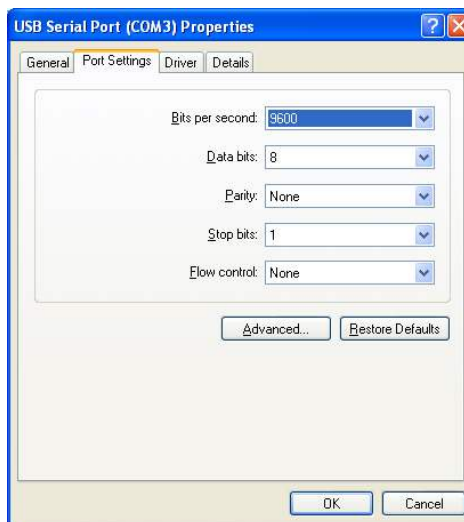 USB Serial Port (COM3) Properties
General Port Settings Driver Details
Bits per second: 9600
Data bits: 8
Parity: None
Stop bits: 1
Flow control: None
Advanced... Restore Defaults
OK Cancel